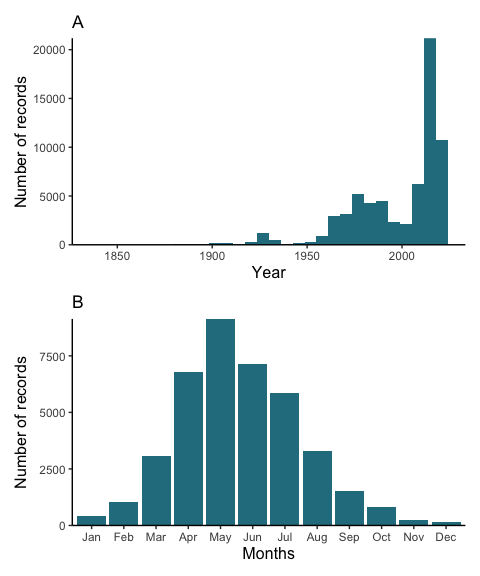 A
20000
15000
10000
5000
0
Number of records
1850 1900 1950 2000
Year
B
7500
5000
2500
0
Number of records
Jan Feb Mar Apr May Jun Jul Aug Sep Oct Nov Dec
Months